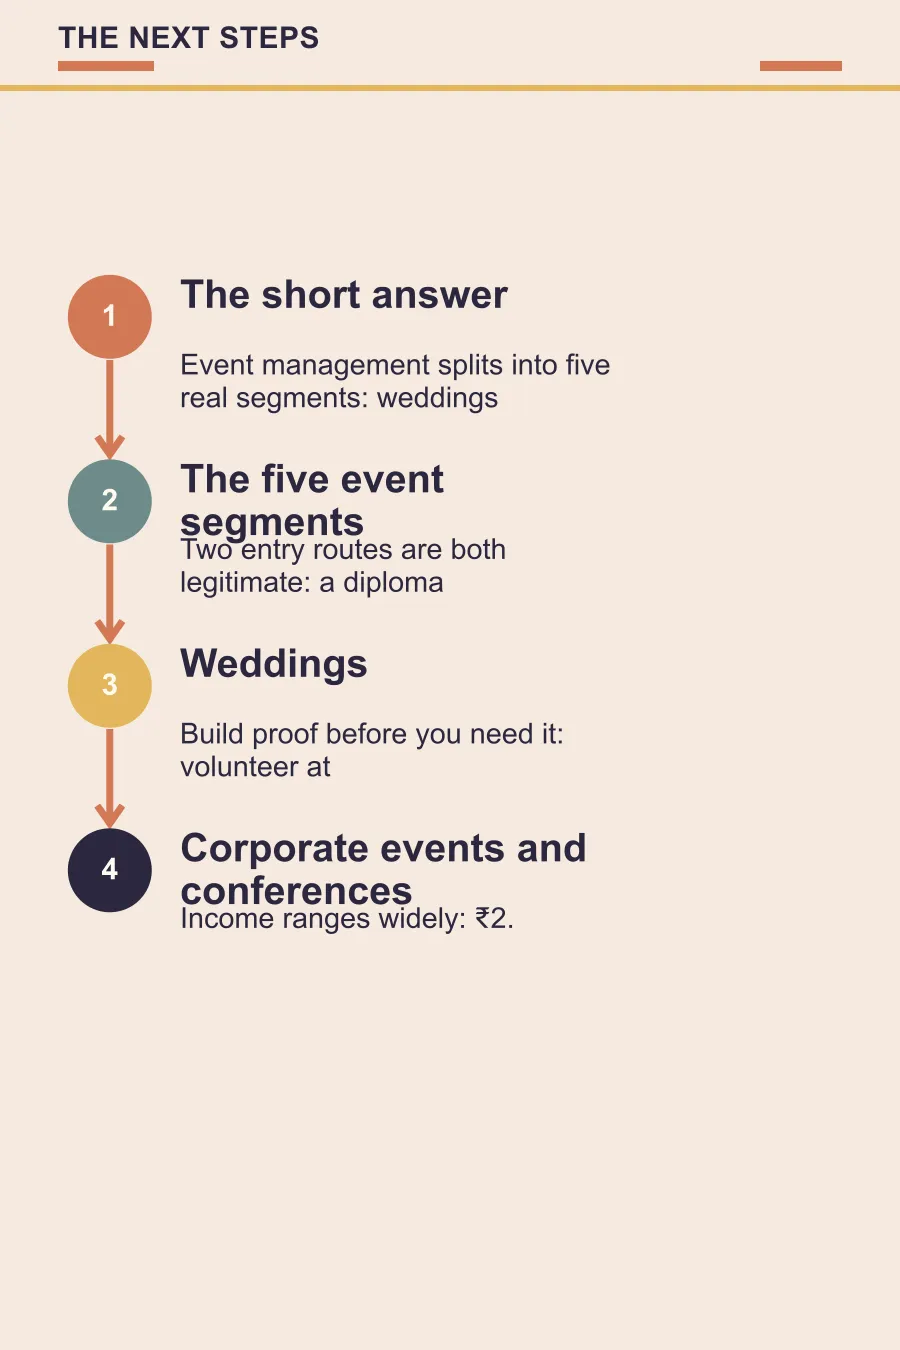 THE NEXT STEPS
1
The short answer
Event management splits into five
real segments: weddings
2
The five event
segments
Two entry routes are both
legitimate: a diploma
3
Weddings
Build proof before you need it:
volunteer at
4
Corporate events and
conferences
Income ranges widely: ₹2.